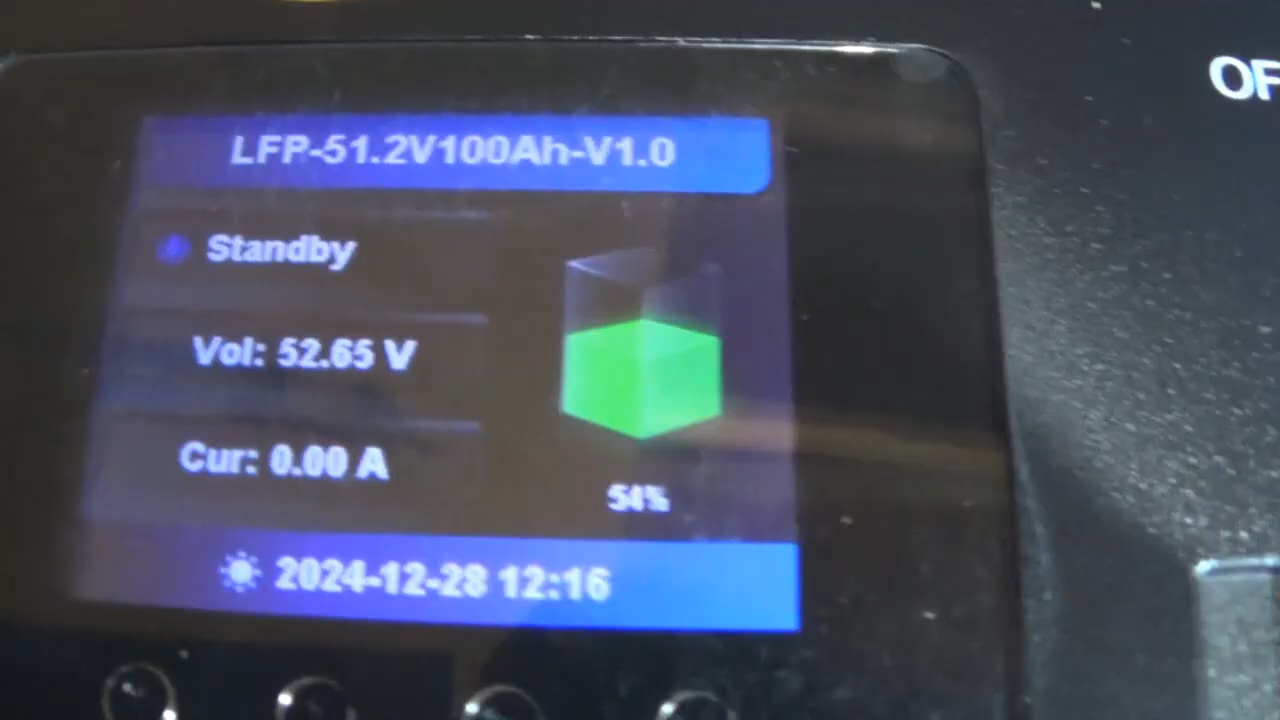 LFP-51.2V100Ah-V1.0
OF
Standby
Vol: 52.65 V
Cur: 0.00 A
54%
2024-12-28 12:16